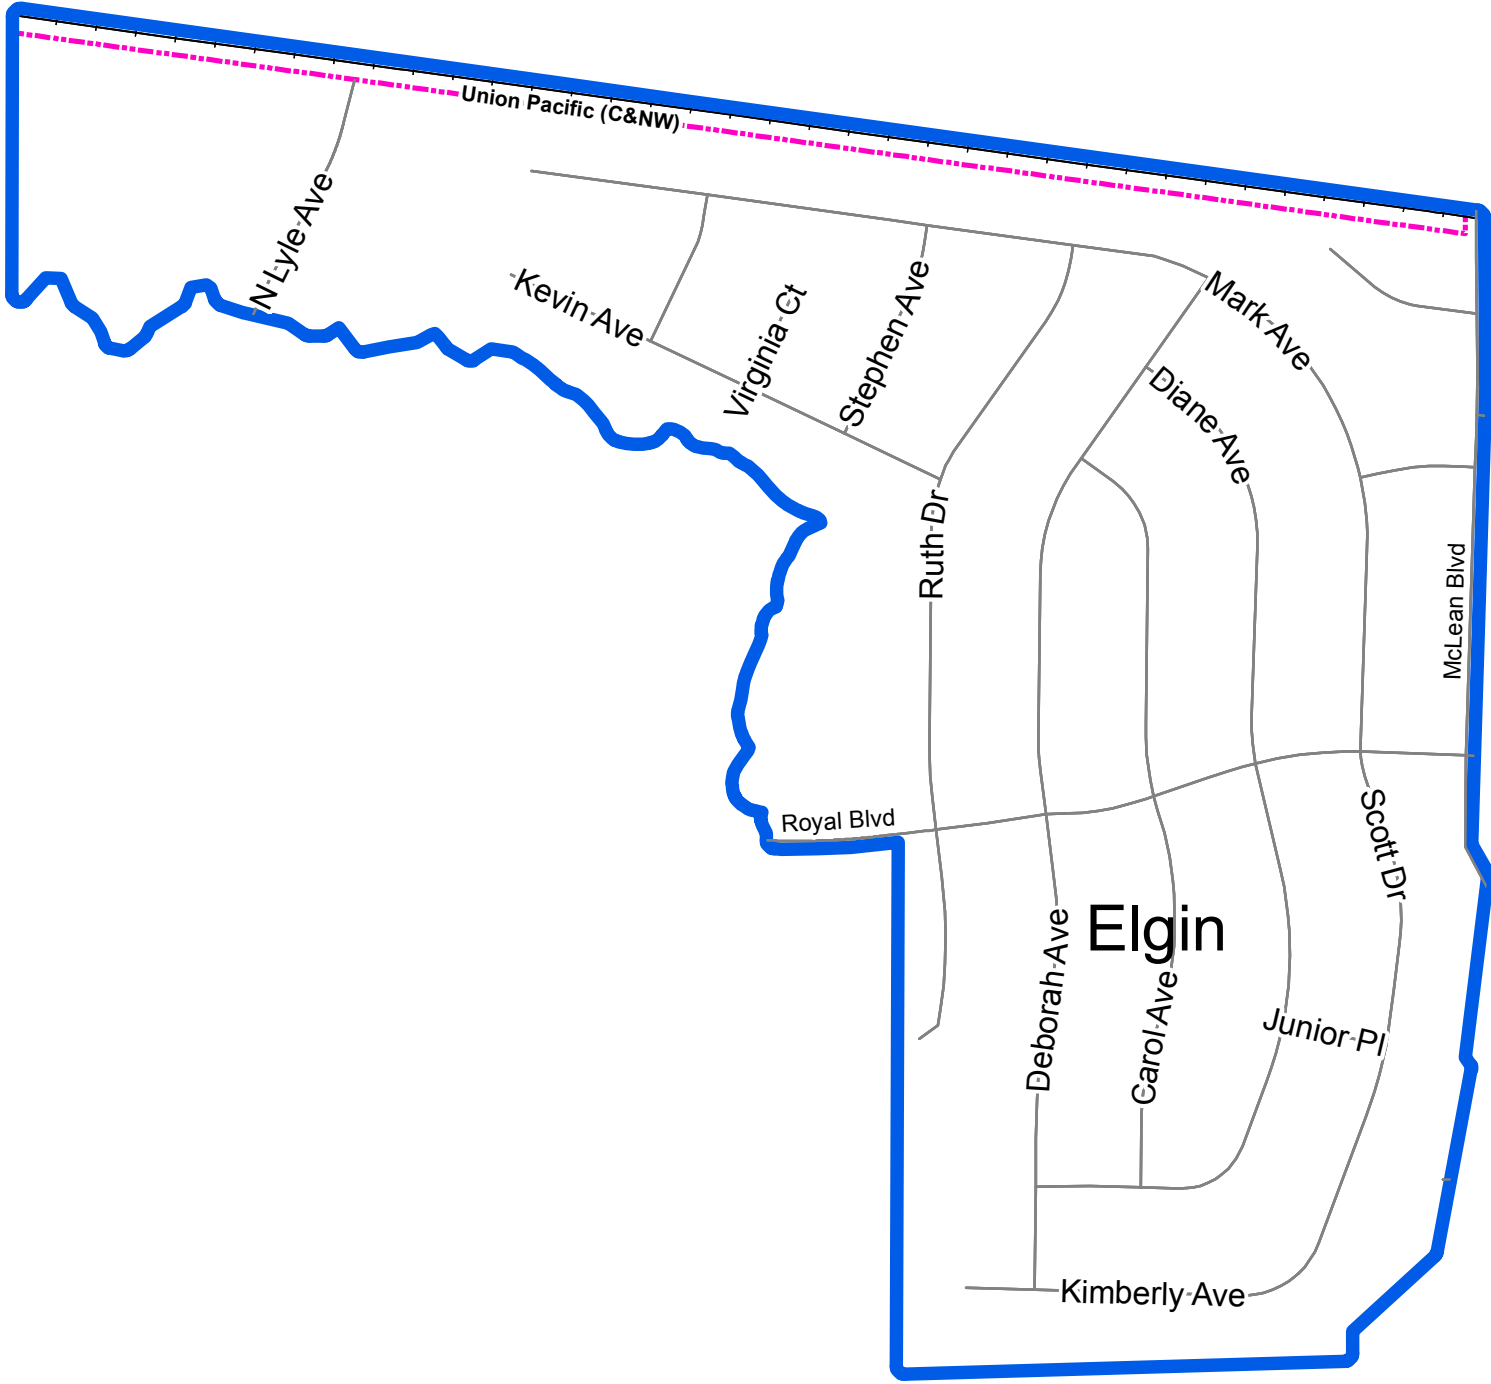 Union Pacific (C&NW)
N Lyle Ave
Kevin Ave
Virginia Ct
Stephen Ave
Mark Ave
Diane Ave
Ruth Dr
McLean Blvd
Royal Blvd
Scott Dr
Elgin
Deborah Ave
Carol Ave
Junior Pl
Kimberly Ave